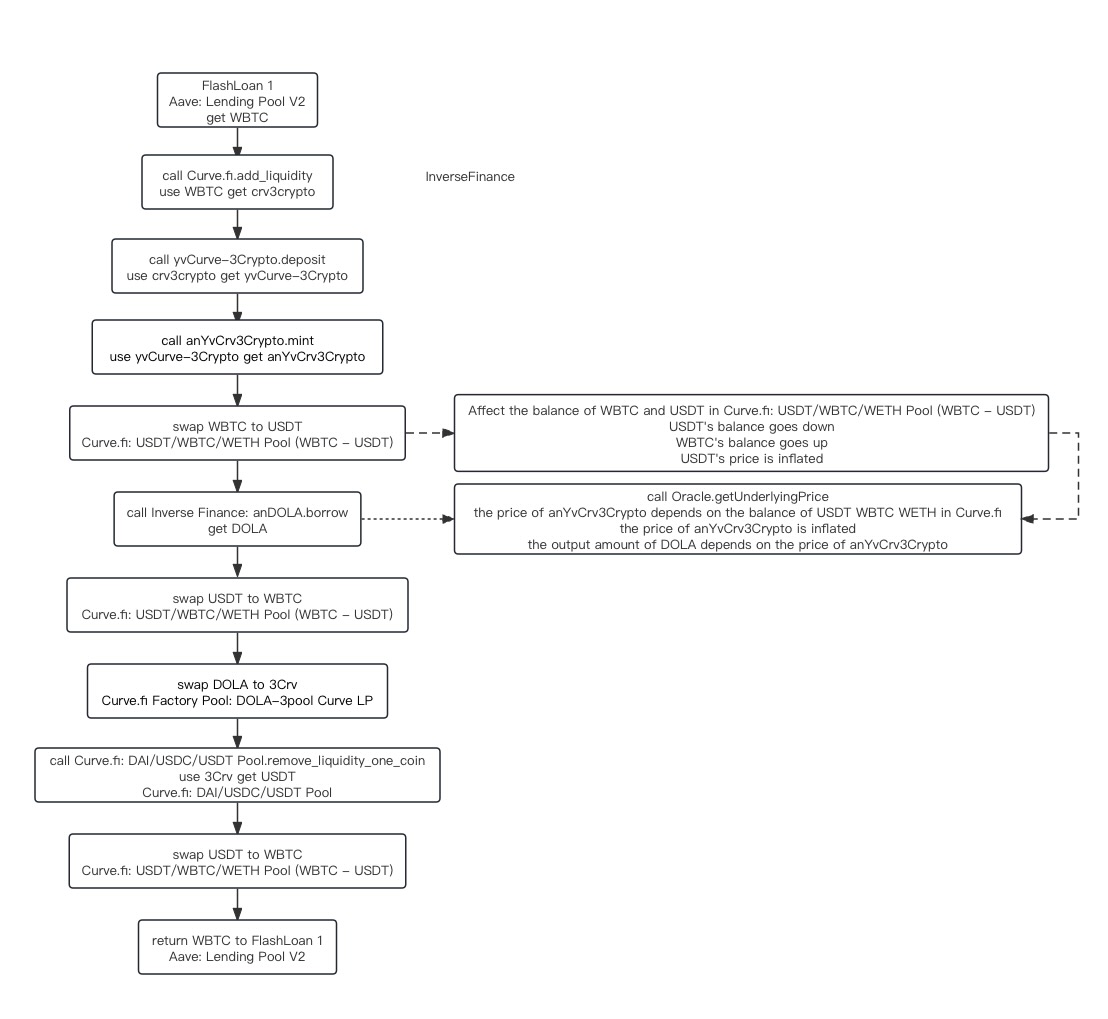 FlashLoan 1
Aave: Lending Pool V2
get WBTC
call Curve.fi.add_liquidity
use WBTC get crv3crypto
InverseFinance
call yvCurve-3Crypto.deposit
use crv3crypto get yvCurve-3Crypto
call anYvCrv3Crypto.mint
use yvCurve-3Crypto get anYvCrv3Crypto
swap WBTC to USDT
Curve.fi: USDT/WBTC/WETH Pool (WBTC - USDT)
Affect the balance of WBTC and USDT in Curve.fi: USDT/WBTC/WETH Pool (WBTC - USDT)
USDT's balance goes down
WBTC's balance goes up
USDT's price is inflated
call Inverse Finance: anDOLA.borrow
get DOLA
call Oracle.getUnderlyingPrice
the price of anYvCrv3Crypto depends on the balance of USDT WBTC WETH in Curve.fi
the price of anYvCrv3Crypto is inflated
the output amount of DOLA depends on the price of anYvCrv3Crypto
swap USDT to WBTC
Curve.fi: USDT/WBTC/WETH Pool (WBTC - USDT)
swap DOLA to 3Crv
Curve.fi Factory Pool: DOLA-3pool Curve LP
call Curve.fi: DAI/USDC/USDT Pool.remove_liquidity_one_coin
use 3Crv get USDT
Curve.fi: DAI/USDC/USDT Pool
swap USDT to WBTC
Curve.fi: USDT/WBTC/WETH Pool (WBTC - USDT)
return WBTC to FlashLoan 1
Aave: Lending Pool V2